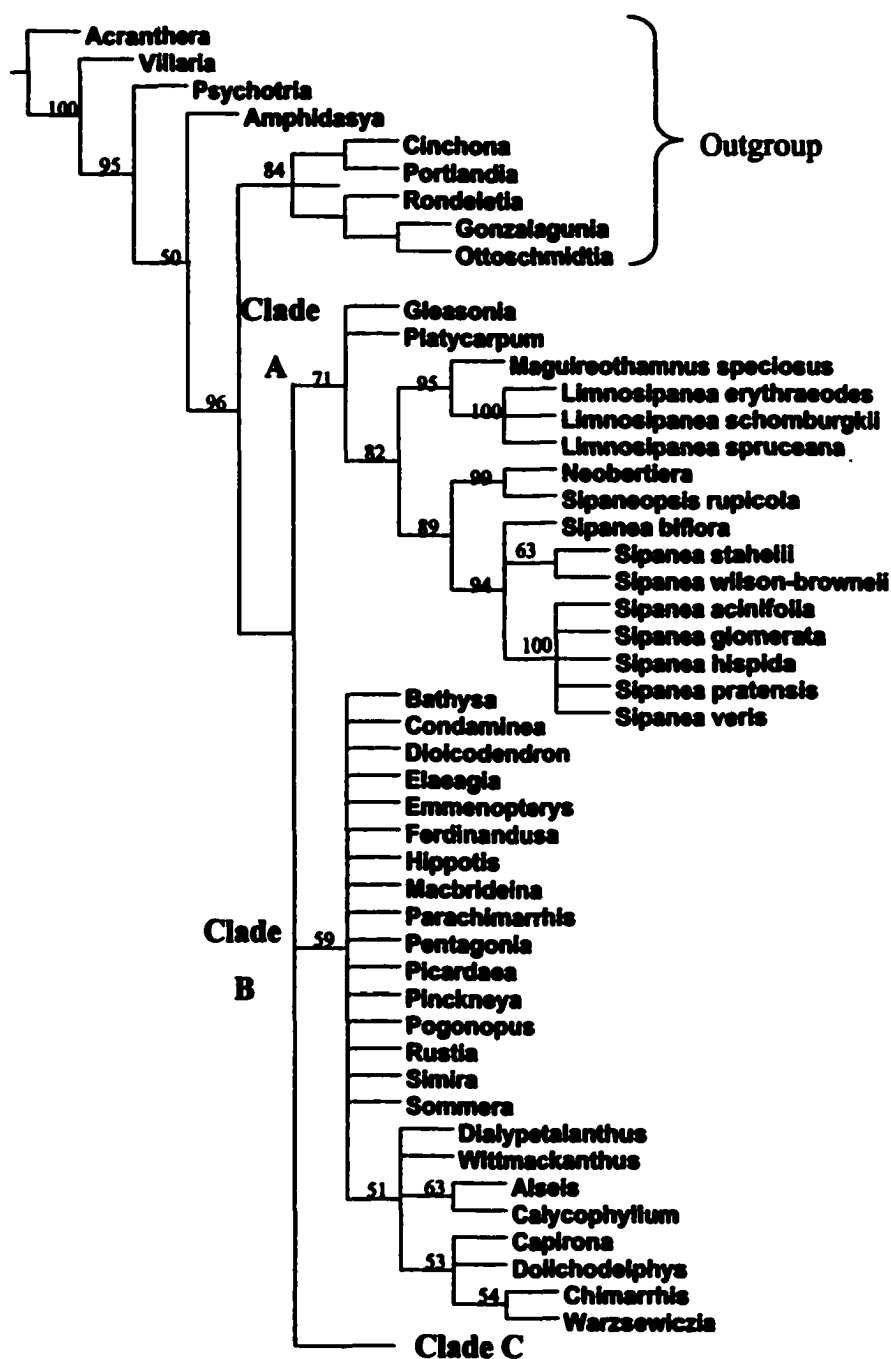 Acranthera
Villaria
100
Psychotria
95
Amphidasya
50
Cinchona
84
Portlandia
Rondeletia
Gonzalagunia
Ottoschmidtia
Outgroup
96
Clade
A
71
Gleasonia
Platycarpum
Maguireothamnus speciosus
95
Limnosipanea erythraeodes
100
Limnosipanea schomburgkii
Limnosipanea spruceana
82
Neobertiera
99
Sipaneopsis rupicola
89
Sipanea biflora
63
Sipanea stahelii
Sipanea wilson-brownei
94
Sipanea acinifolia
Sipanea glomerata
100
Sipanea hispida
Sipanea pratensis
Sipanea veris
Bathysa
Condaminea
Dioicodendron
Elaeagia
Emmenopterys
Ferdinandusa
Hippotis
Macbrideina
Parachimarrhis
Clade
B
59
Pentagonia
Picardaea
Pinckneya
Pogonopus
Rustia
Simira
Sommera
Dialypetalanthus
Wittmackanthus
51
63
Alseis
Calycophyllum
Capirona
53
Dolichodelphys
54
Chimarrhis
Warzsewiczia
Clade C